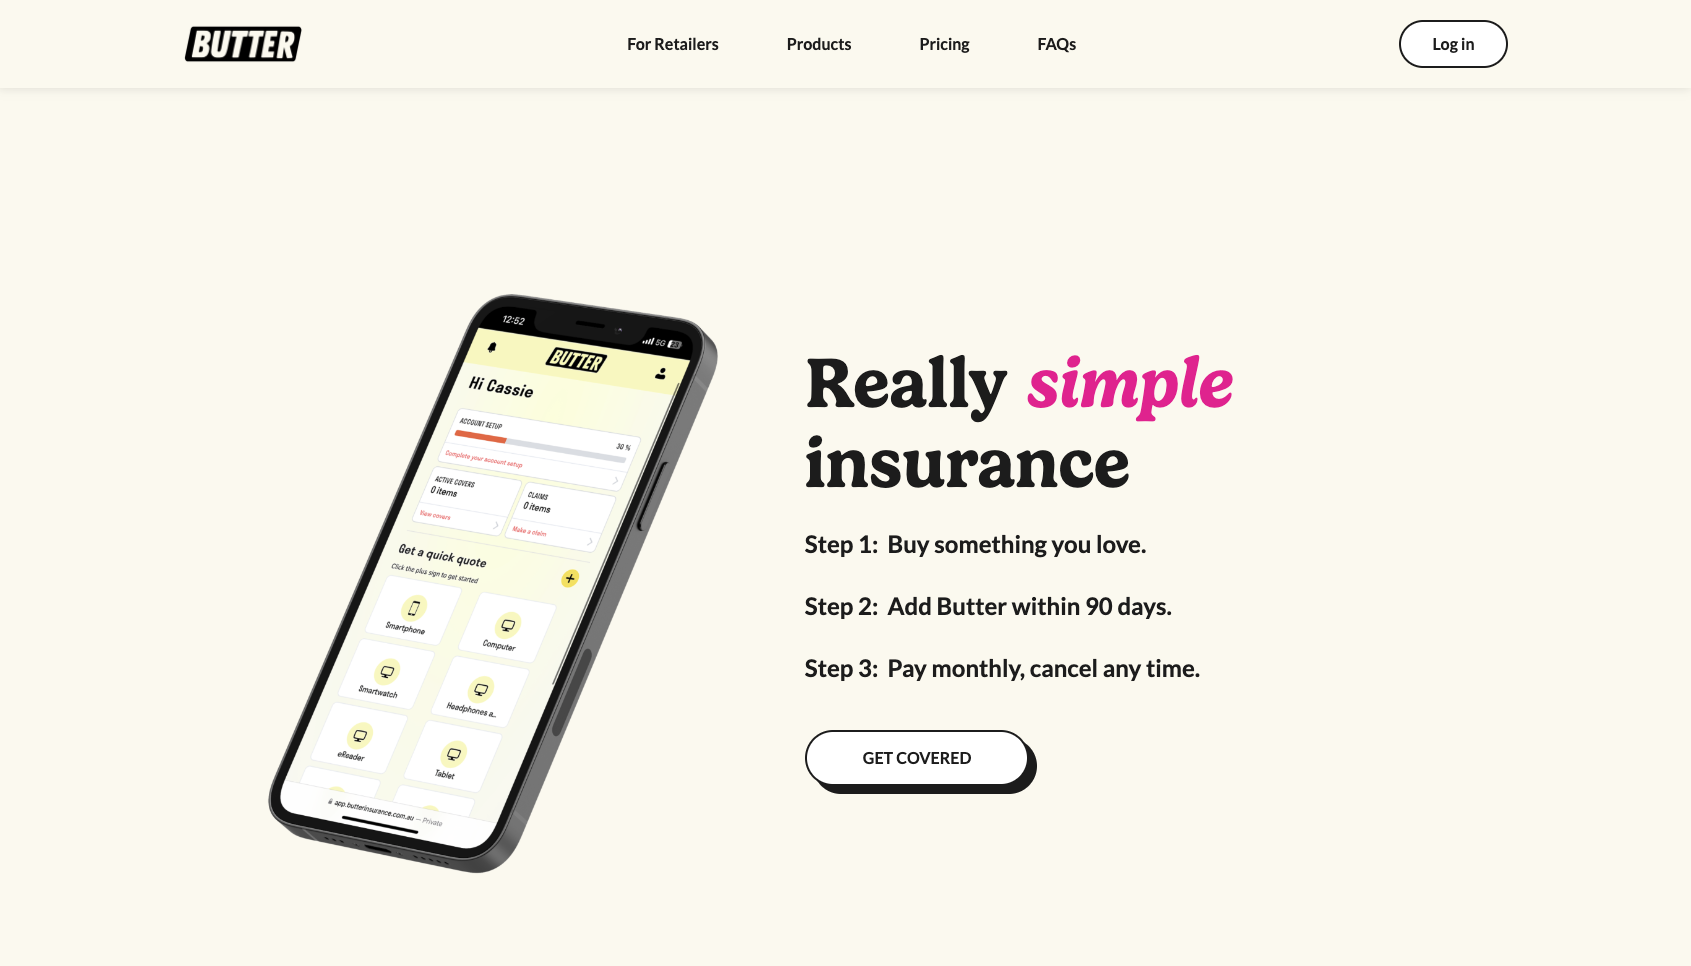 BUTTER
For Retailers
Products
Pricing
FAQs
Log in
12:52
5G
23
BUTTER
Hi Cassie
ACCOUNT SETUP
30 %
Complete your account setup
ACTIVE COVERS
0 items
View covers
CLAIMS
0 items
Make a claim
Get a quick quote
Click the plus sign to get started
Smartphone
Computer
Smartwatch
Headphones a..
eReader
Tablet
app.butterinsurance.com.au — Private
Really simple
insurance
Step 1: Buy something you love.
Step 2: Add Butter within 90 days.
Step 3: Pay monthly, cancel any time.
GET COVERED